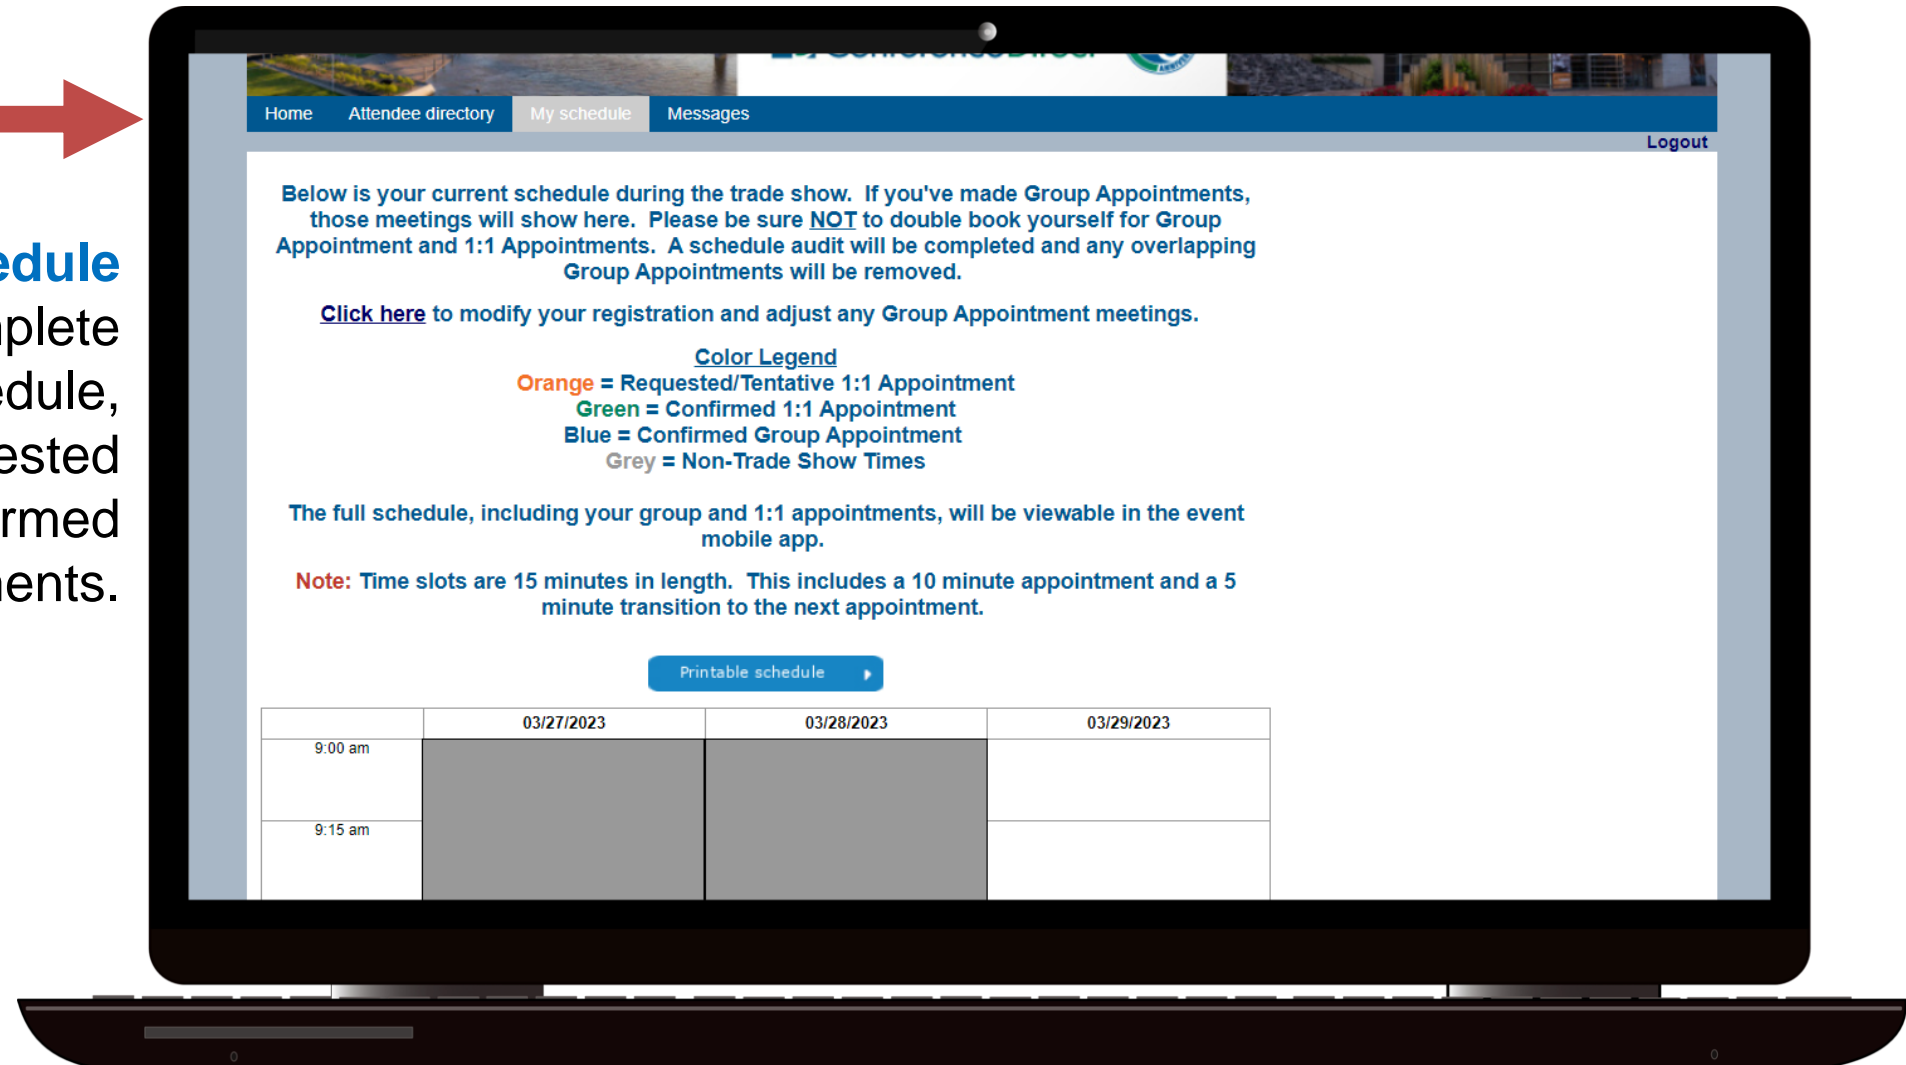 Home Attendee directory My schedule Messages
Logout
Below is your current schedule during the trade show. If you've made Group Appointments,
those meetings will show here. Please be sure NOT to double book yourself for Group
Appointment and 1:1 Appointments. A schedule audit will be completed and any overlapping
Group Appointments will be removed.
Click here to modify your registration and adjust any Group Appointment meetings.
Color Legend
Orange = Requested/Tentative 1:1 Appointment
Green = Confirmed 1:1 Appointment
Blue = Confirmed Group Appointment
Grey = Non-Trade Show Times
The full schedule, including your group and 1:1 appointments, will be viewable in the event
mobile app.
Note: Time slots are 15 minutes in length. This includes a 10 minute appointment and a 5
minute transition to the next appointment.
Printable schedule
03/27/2023 03/28/2023 03/29/2023
9:00 am
9:15 am
edule
nplete
edule,
ested
rmed
nents.